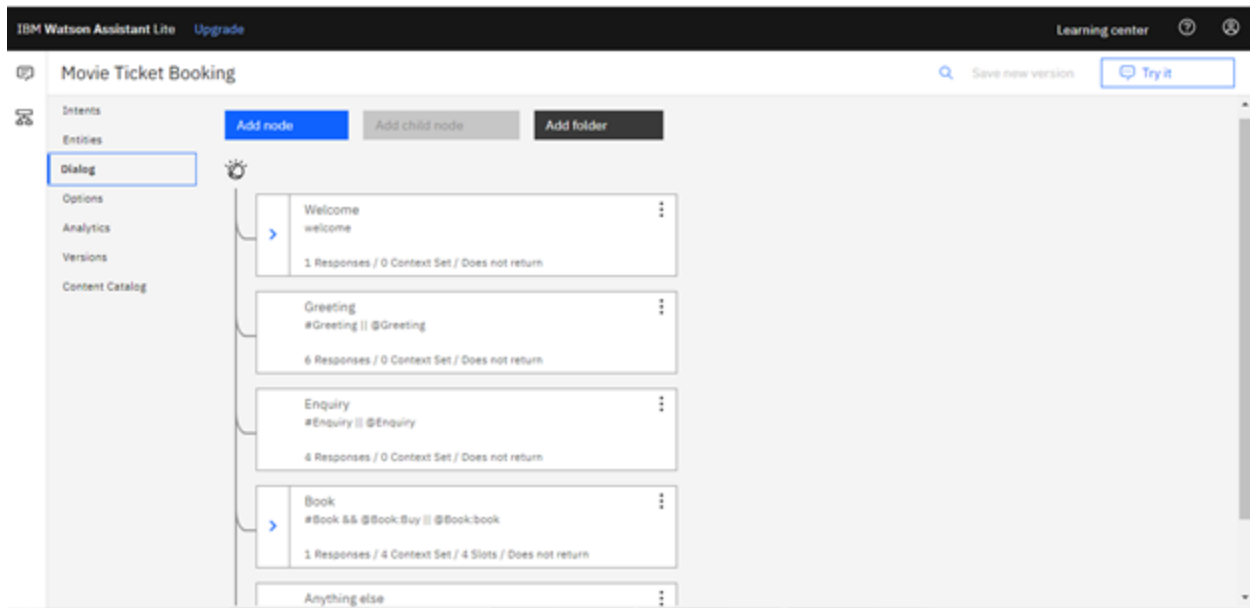 IBM Watson Assistant Lite Upgrade Learning center
Movie Ticket Booking Save new version Try it
Intents
Entities
Dialog
Options
Analytics
Versions
Content Catalog
Add node Add child node Add folder
Welcome
welcome
1 Responses / 0 Context Set / Does not return
Greeting
#Greeting || @Greeting
6 Responses / 0 Context Set / Does not return
Enquiry
#Enquiry || @Enquiry
4 Responses / 0 Context Set / Does not return
Book
#Book && @Book:Buy || @Book:book
1 Responses / 4 Context Set / 4 Slots / Does not return
Anything else